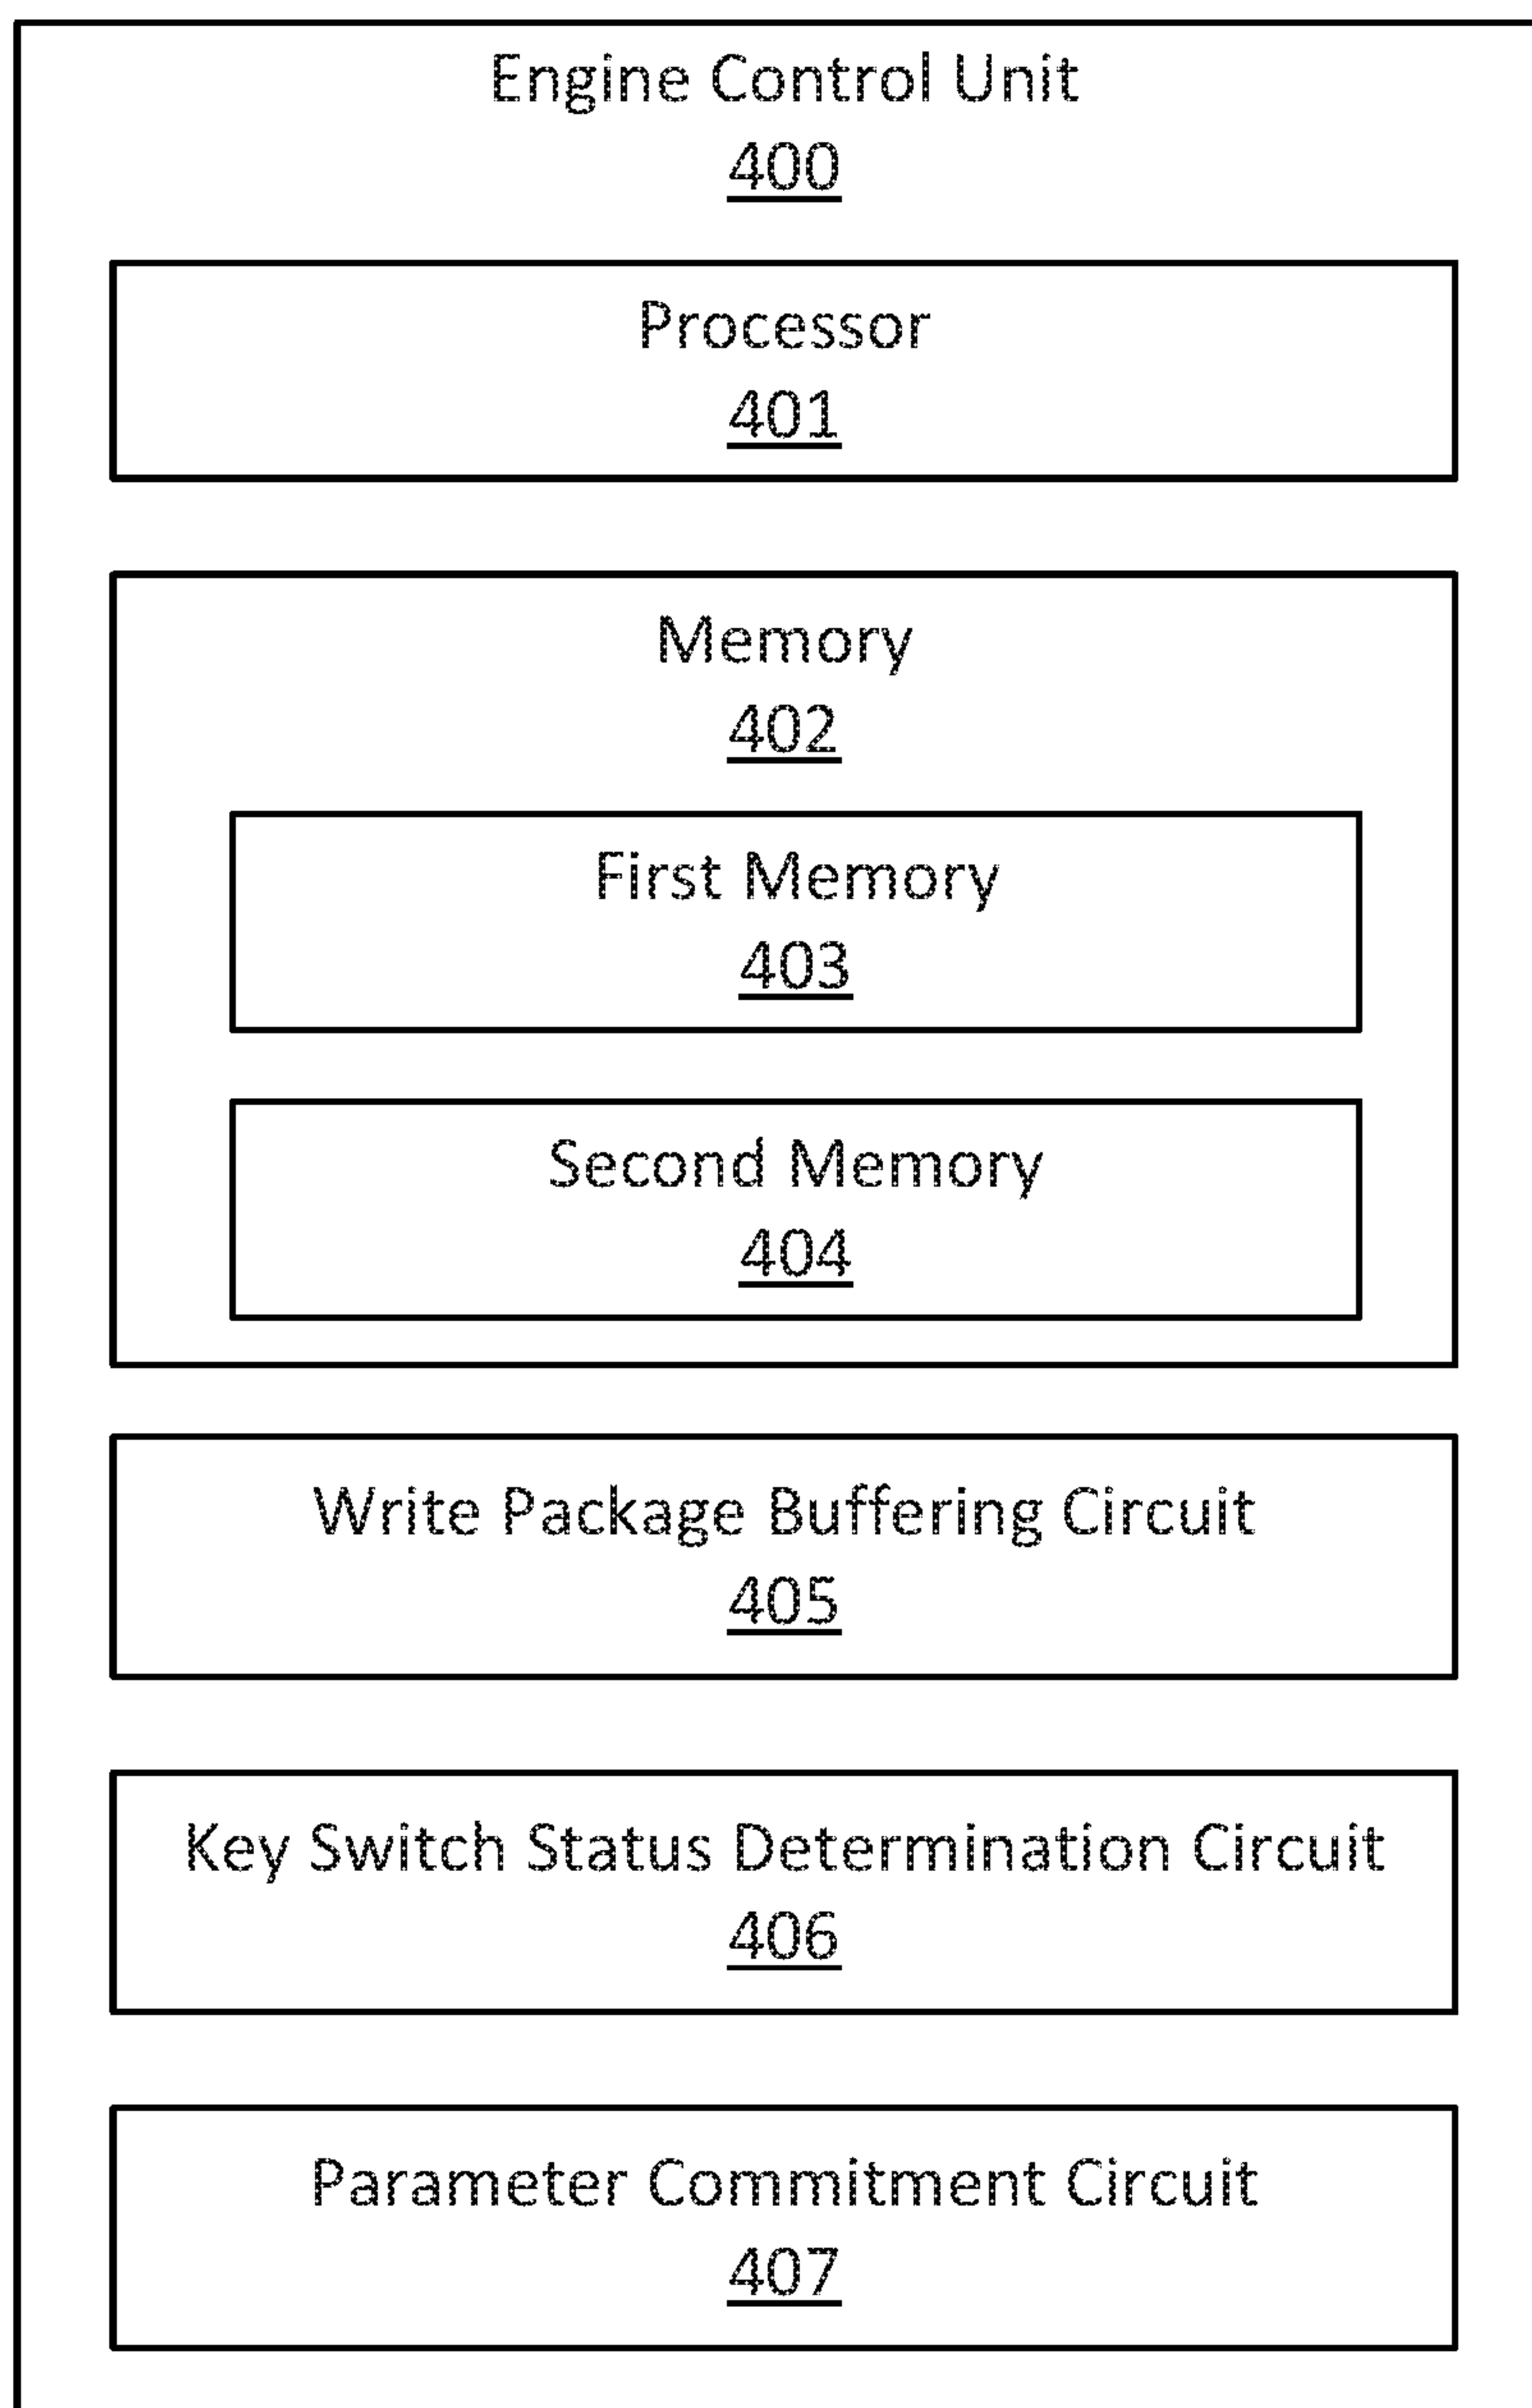 Engine Control Unit
400
Processor
401
Memory
402
First Memory
403
Second Memory
404
Write Package Buffering Circuit
405
Key Switch Status Determination Circuit
406
Parameter Commitment Circuit
407